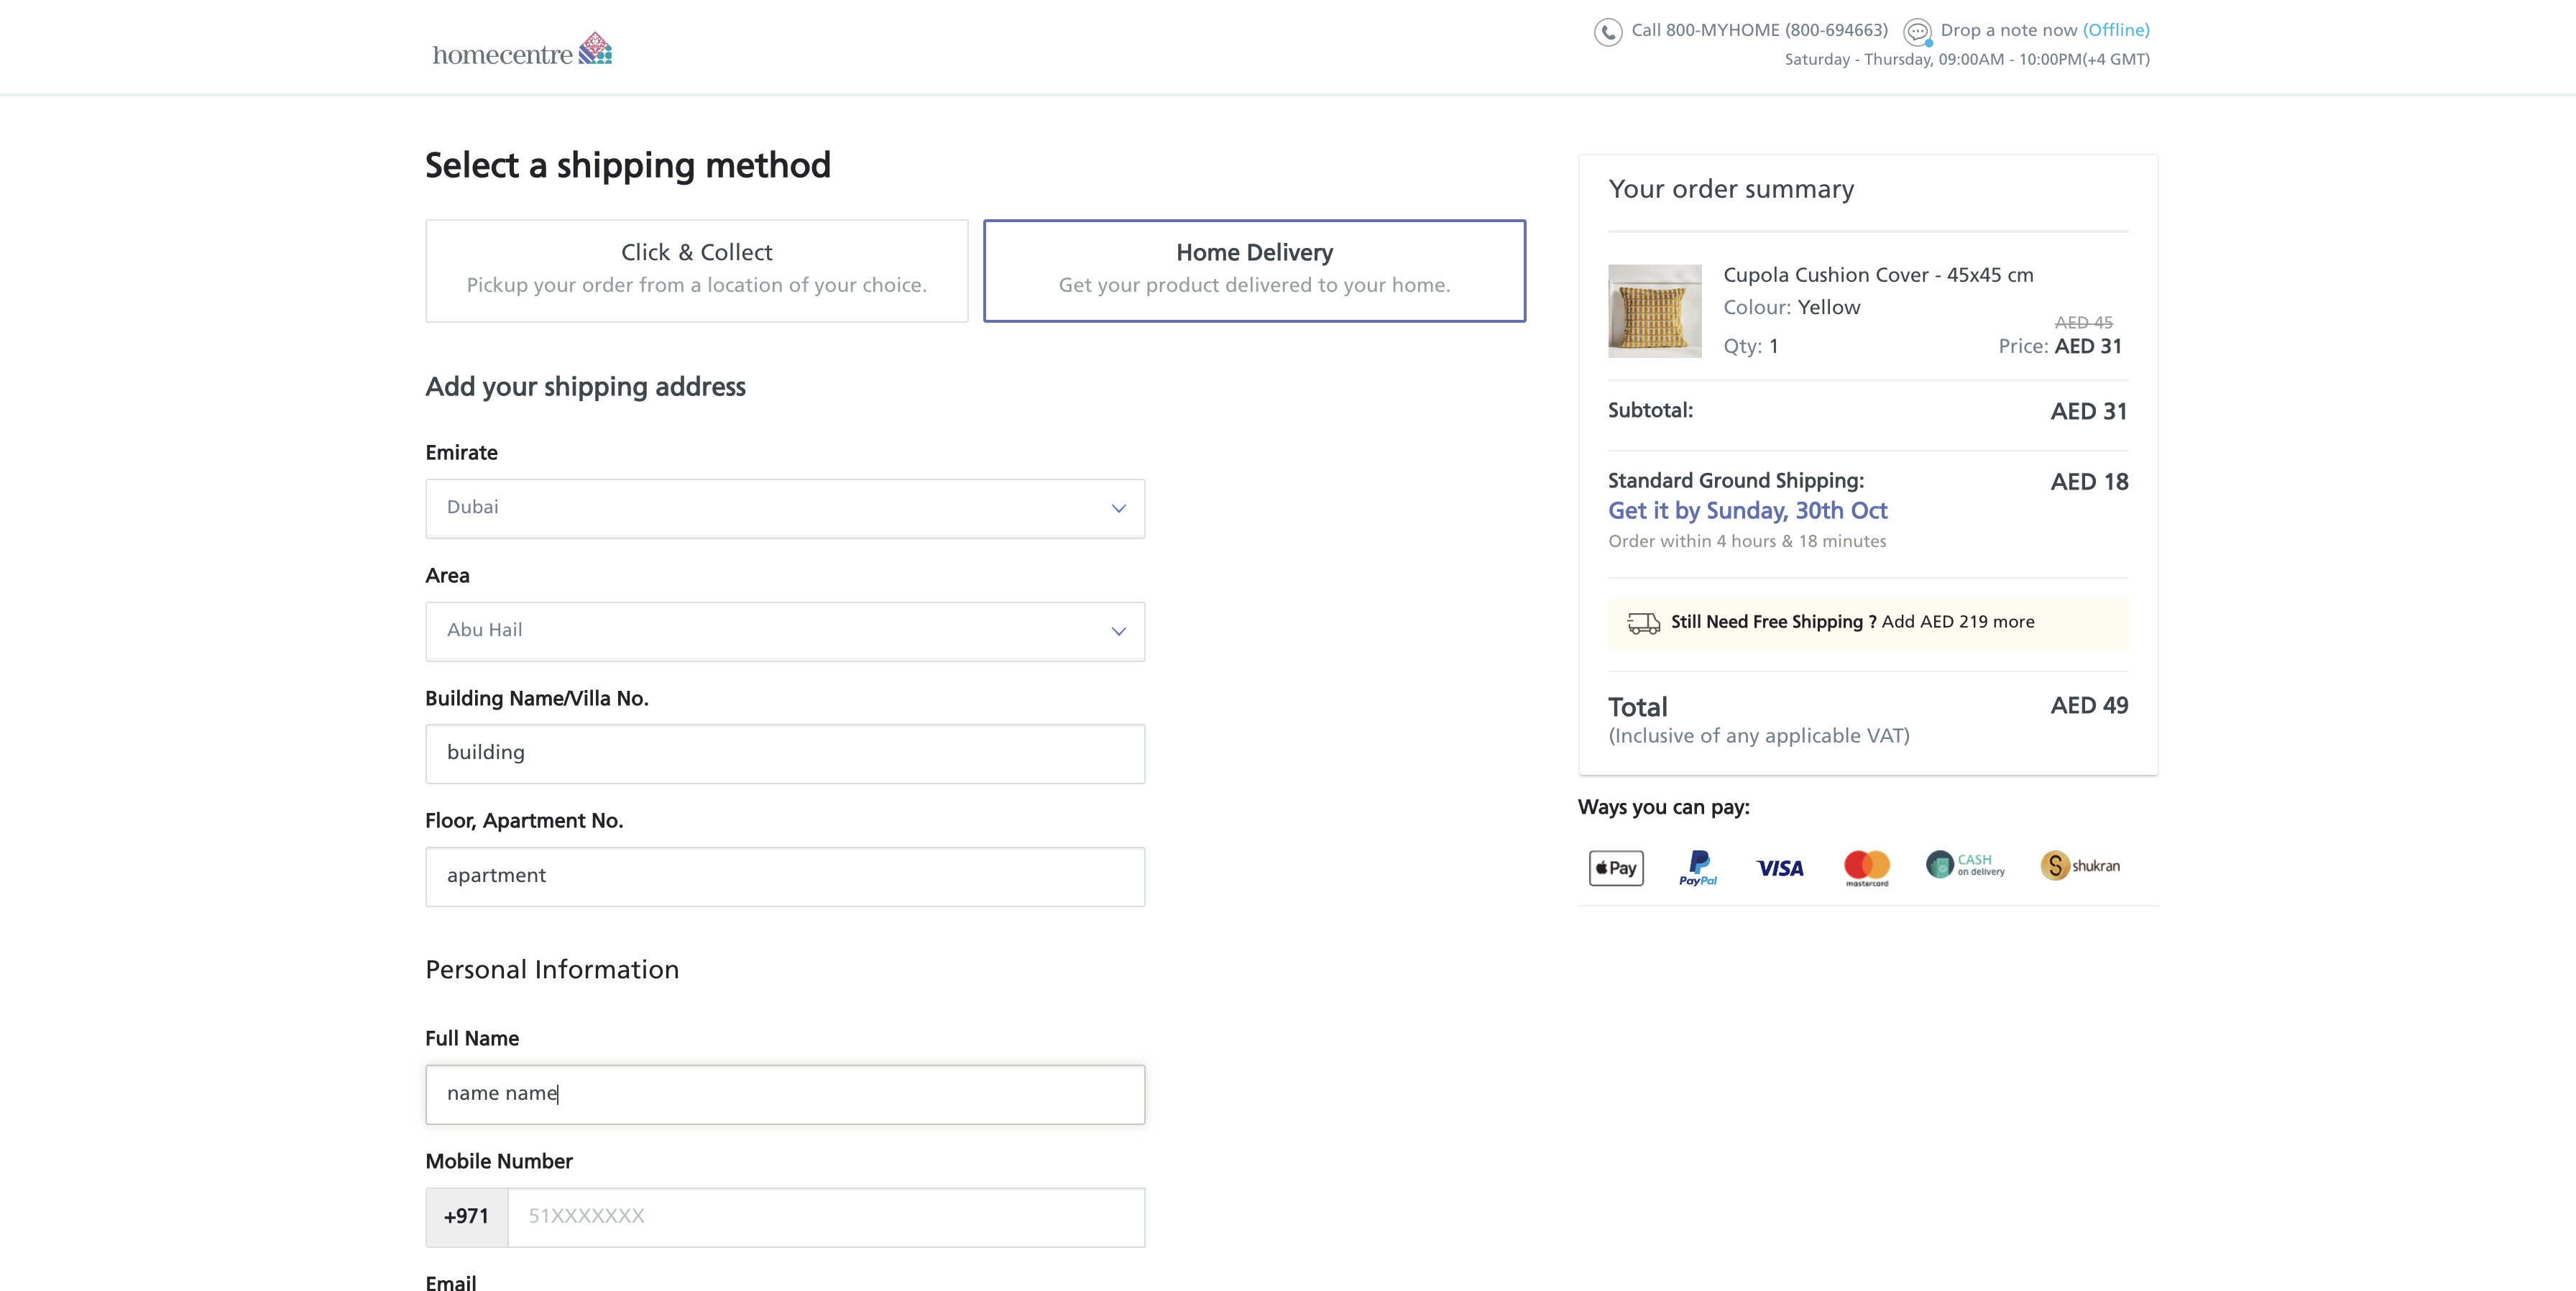 homecentre
Call 800-MYHOME (800-694663)
Drop a note now (Offline)
Saturday - Thursday, 09:00AM - 10:00PM(+4 GMT)
Select a shipping method
Click & Collect
Pickup your order from a location of your choice.
Home Delivery
Get your product delivered to your home.
Add your shipping address
Emirate
Dubai
Area
Abu Hail
Building Name/Villa No.
building
Floor, Apartment No.
apartment
Personal Information
Full Name
name name
Mobile Number
+971 51XXXXXXX
Email
Your order summary
Cupola Cushion Cover - 45x45 cm
Colour: Yellow
AED 45
Qty: 1 Price: AED 31
Subtotal: AED 31
Standard Ground Shipping: AED 18
Get it by Sunday, 30th Oct
Order within 4 hours & 18 minutes
Still Need Free Shipping ? Add AED 219 more
Total AED 49
(Inclusive of any applicable VAT)
Ways you can pay:
Pay PayPal VISA mastercard CASH on delivery S shukran